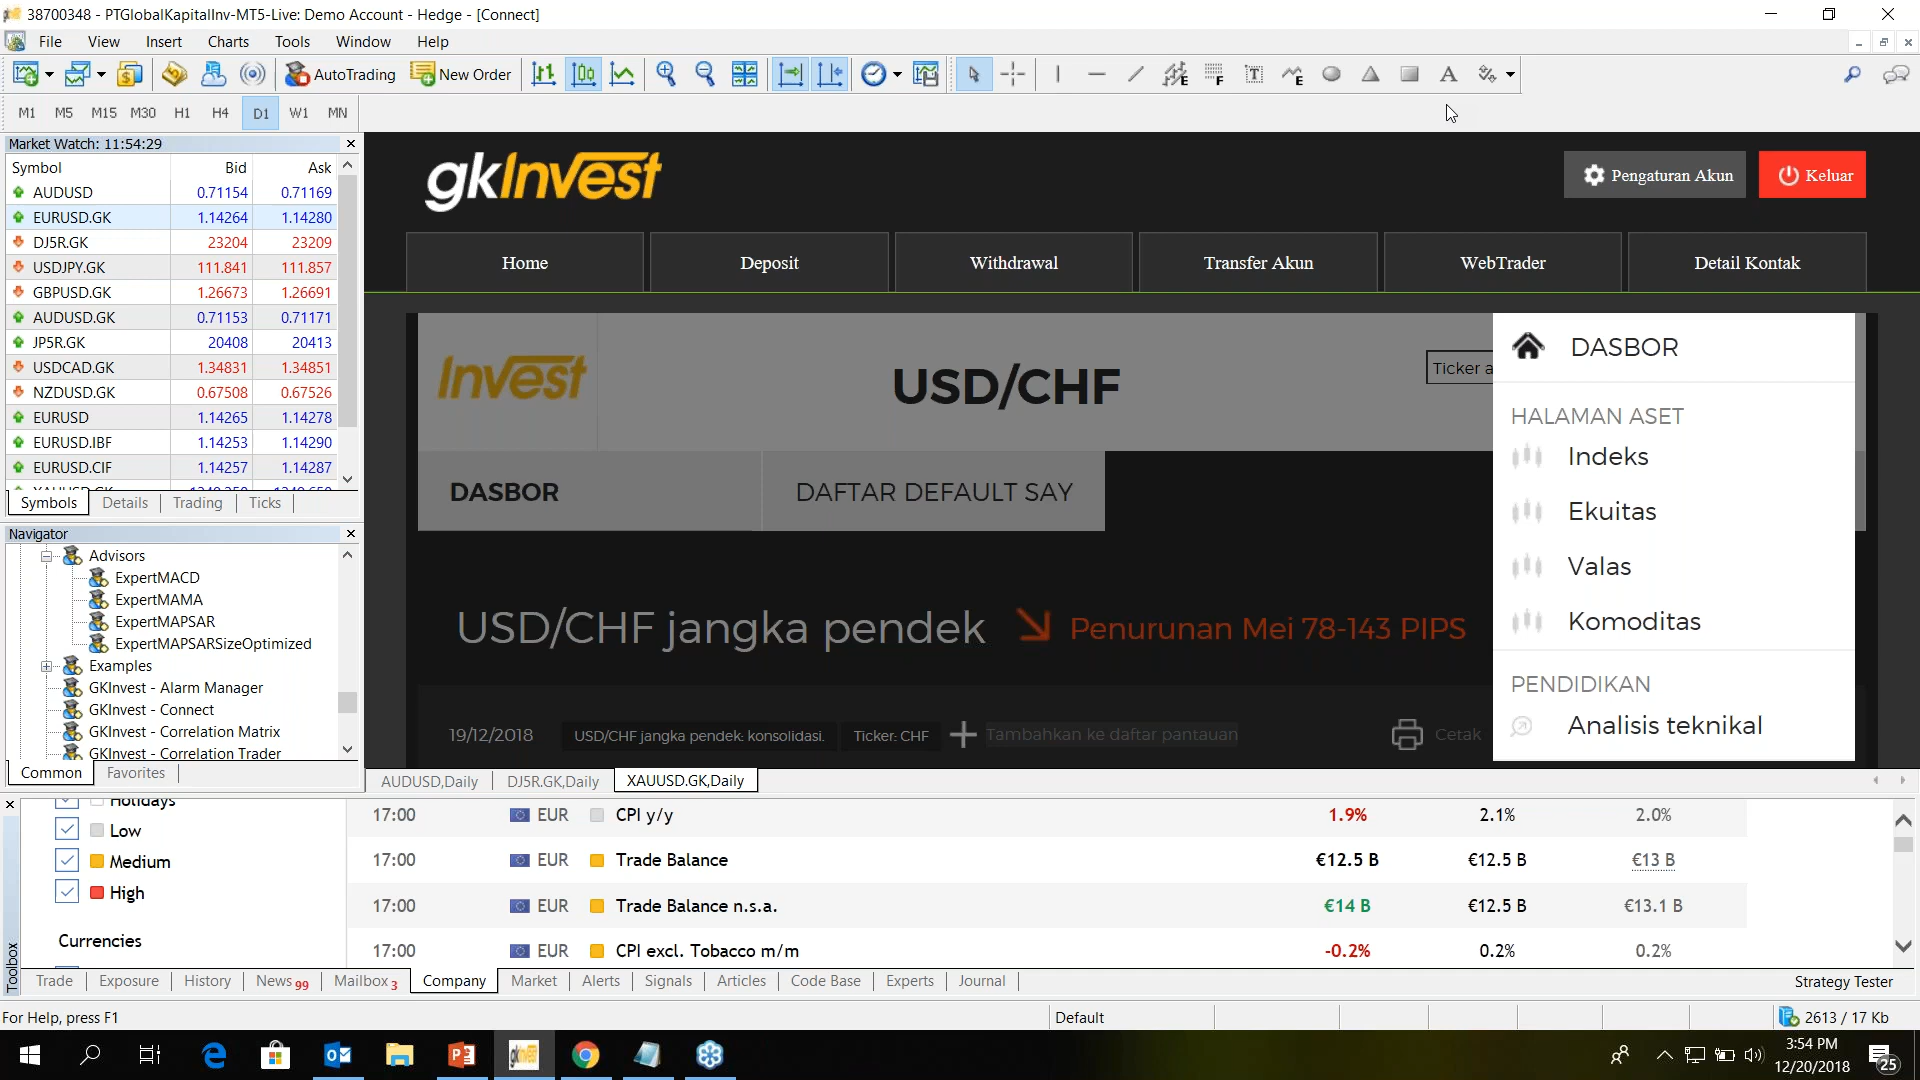 38700348 - PTGlobalKapitalInv-MT5-Live: Demo Account - Hedge - [Connect]
File View Insert Charts Tools Window Help
AutoTrading New Order
M1 M5 M15 M30 H1 H4 D1 W1 MN
Market Watch: 11:54:29
Symbol Bid Ask
AUDUSD 0.71154 0.71169
EURUSD.GK 1.14264 1.14280
DJ5R.GK 23204 23209
USDJPY.GK 111.841 111.857
GBPUSD.GK 1.26673 1.26691
AUDUSD.GK 0.71153 0.71171
JP5R.GK 20408 20413
USDCAD.GK 1.34831 1.34851
NZDUSD.GK 0.67508 0.67526
EURUSD 1.14265 1.14278
EURUSD.IBF 1.14253 1.14290
EURUSD.CIF 1.14257 1.14287
Symbols Details Trading Ticks
Navigator
Advisors
ExpertMACD
ExpertMAMA
ExpertMAPSAR
ExpertMAPSARSizeOptimized
Examples
GKInvest - Alarm Manager
GKInvest - Connect
GKInvest - Correlation Matrix
GKInvest - Correlation Trader
Common Favorites
gkInvest
Pengaturan Akun Keluar
Home Deposit Withdrawal Transfer Akun WebTrader Detail Kontak
Invest USD/CHF Ticker a
DASBOR DAFTAR DEFAULT SAY
USD/CHF jangka pendek Penurunan Mei 78-143 PIPS
19/12/2018 USD/CHF jangka pendek: konsolidasi. Ticker: CHF Tambahkan ke daftar pantauan Cetak
DASBOR
HALAMAN ASET
Indeks
Ekuitas
Valas
Komoditas
PENDIDIKAN
Analisis teknikal
AUDUSD,Daily DJ5R.GK,Daily XAUUSD.GK,Daily
Holidays
Low
Medium
High
Currencies
17:00 EUR CPI y/y 1.9% 2.1% 2.0%
17:00 EUR Trade Balance €12.5 B €12.5 B €13 B
17:00 EUR Trade Balance n.s.a. €14 B €12.5 B €13.1 B
17:00 EUR CPI excl. Tobacco m/m -0.2% 0.2% 0.2%
Toolbox
Trade Exposure History News 99 Mailbox 3 Company Market Alerts Signals Articles Code Base Experts Journal Strategy Tester
For Help, press F1 Default 2613 / 17 Kb
3:54 PM
12/20/2018
25